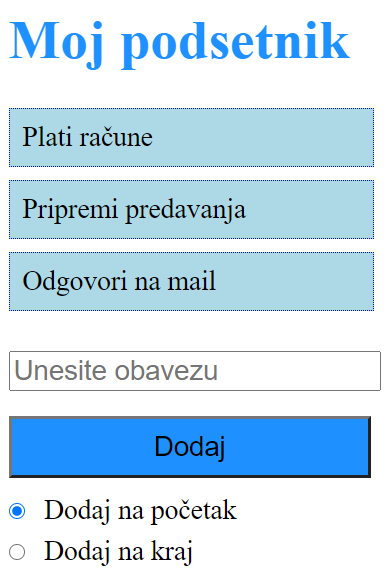 Moj podsetnik
Plati račune
Pripremi predavanja
Odgovori na mail
Unesite obavezu
Dodaj
Dodaj na početak
Dodaj na kraj